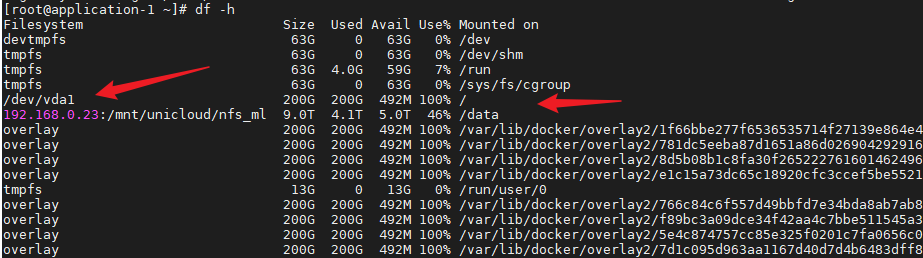 [root@application-1 ~]# df -h
Filesystem Size Used Avail Use% Mounted on
devtmpfs 63G 0 63G 0% /dev
tmpfs 63G 0 63G 0% /dev/shm
tmpfs 63G 4.0G 59G 7% /run
tmpfs 63G 0 63G 0% /sys/fs/cgroup
/dev/vda1 200G 200G 492M 100% /
192.168.0.23:/mnt/unicloud/nfs_ml 9.0T 4.1T 5.0T 46% /data
overlay 200G 200G 492M 100% /var/lib/docker/overlay2/1f66bbe277f6536535714f27139e864e4
overlay 200G 200G 492M 100% /var/lib/docker/overlay2/781dc5eeba87d1651a86d026904292916
overlay 200G 200G 492M 100% /var/lib/docker/overlay2/8d5b08b1c8fa30f265222761601462496
overlay 200G 200G 492M 100% /var/lib/docker/overlay2/e1c15a73dc65c18920cfc3ccef5be5521
tmpfs 13G 0 13G 0% /run/user/0
overlay 200G 200G 492M 100% /var/lib/docker/overlay2/766c84c6f557d49bbfd7e34bda8ab7ab8
overlay 200G 200G 492M 100% /var/lib/docker/overlay2/f89bc3a09dce34f42aa4c7bbe511545a3
overlay 200G 200G 492M 100% /var/lib/docker/overlay2/5e4c874757cc85e325f0201c7fa0656c0
overlay 200G 200G 492M 100% /var/lib/docker/overlay2/7d1c095d963aa1167d40d7d4b6483dff8